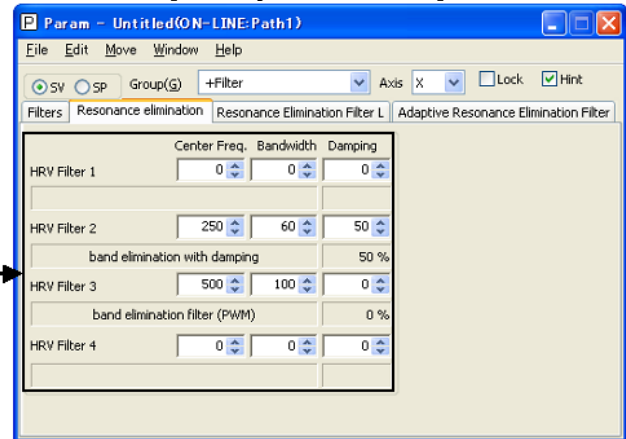 Param - Untitled(ON-LINE:Path1)
File Edit Move Window Help
SV SP Group(G) +Filter Axis X Lock Hint
Filters Resonance elimination Resonance Elimination Filter L Adaptive Resonance Elimination Filter
Center Freq. Bandwidth Damping
HRV Filter 1 0 0 0
HRV Filter 2 250 60 50
band elimination with damping 50 %
HRV Filter 3 500 100 0
band elimination filter (PWM) 0 %
HRV Filter 4 0 0 0